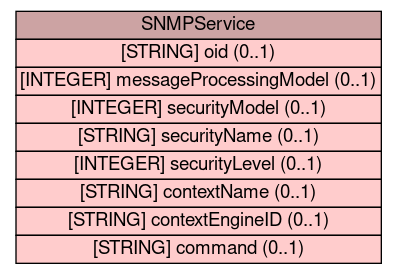 SNMPService
[STRING] oid (0..1)
[INTEGER] messageProcessingModel (0..1)
[INTEGER] securityModel (0..1)
[STRING] securityName (0..1)
[INTEGER] securityLevel (0..1)
[STRING] contextName (0..1)
[STRING] contextEngineID (0..1)
[STRING] command (0..1)